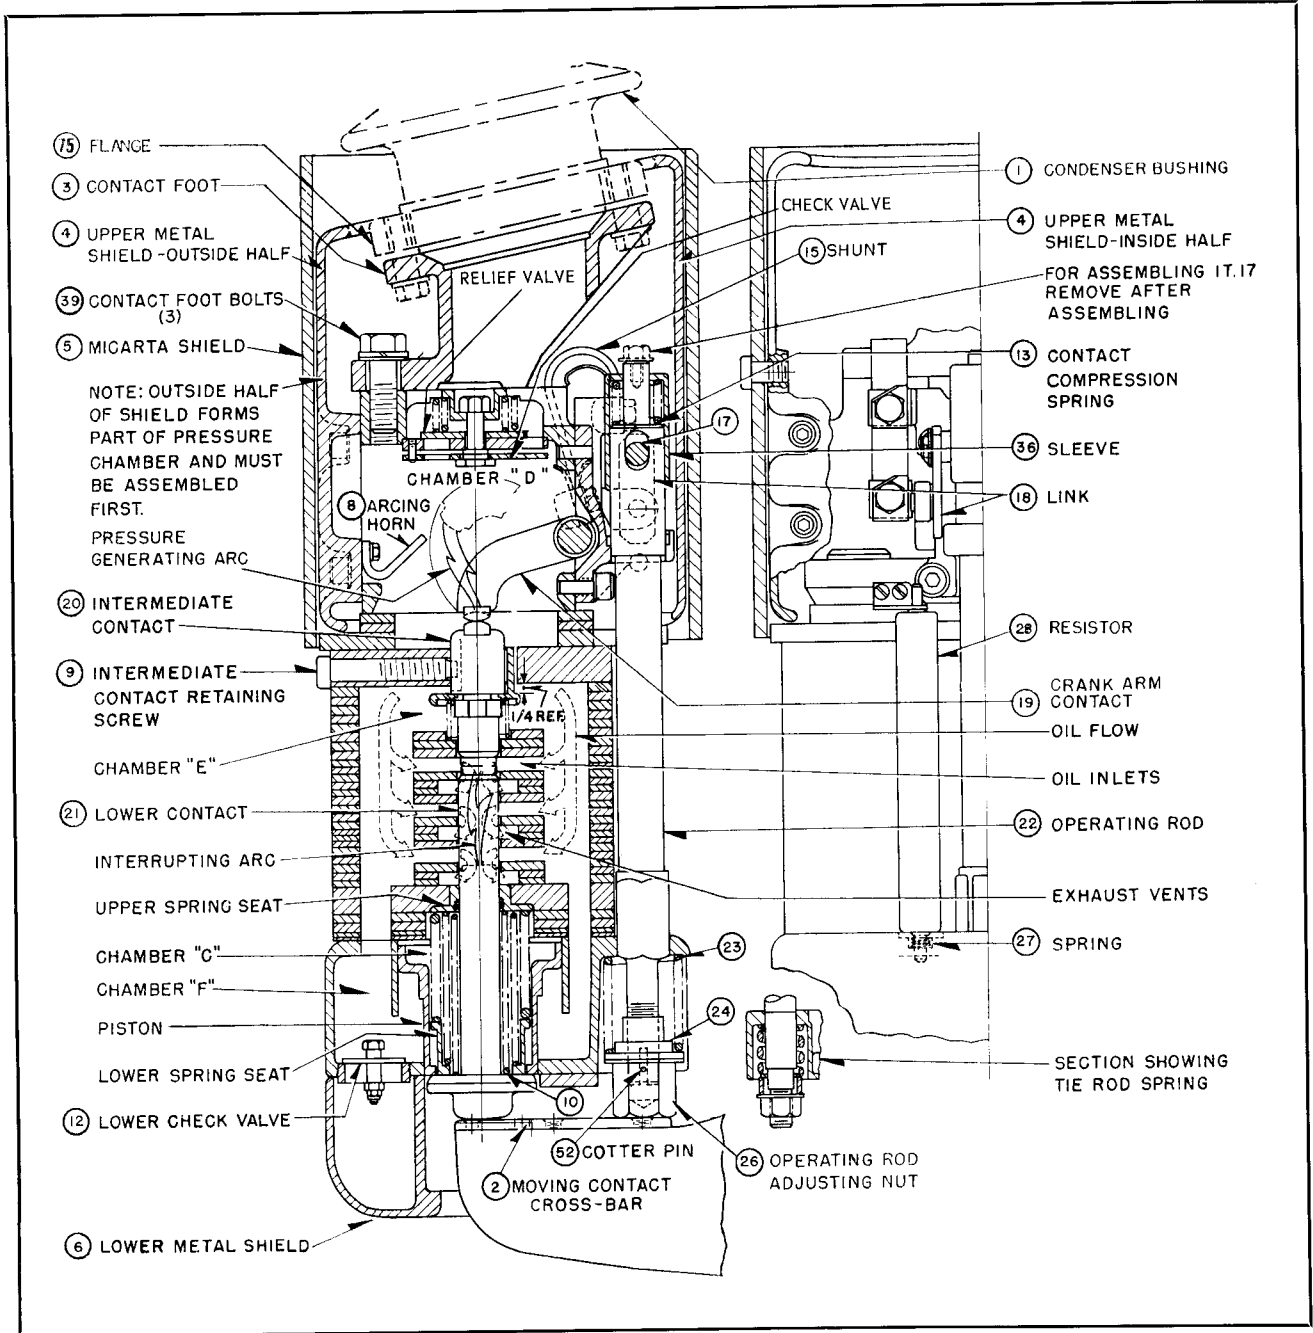 75 FLANGE
3 CONTACT FOOT
4 UPPER METAL
SHIELD-OUTSIDE HALF
39 CONTACT FOOT BOLTS
(3)
5 MICARTA SHIELD
NOTE: OUTSIDE HALF
OF SHIELD FORMS
PART OF PRESSURE
CHAMBER AND MUST
BE ASSEMBLED
FIRST.
PRESSURE
GENERATING ARC
20 INTERMEDIATE
CONTACT
9 INTERMEDIATE
CONTACT RETAINING
SCREW
CHAMBER "E"
21 LOWER CONTACT
INTERRUPTING ARC
UPPER SPRING SEAT
CHAMBER "C"
CHAMBER "F"
PISTON
LOWER SPRING SEAT
12 LOWER CHECK VALVE
6 LOWER METAL SHIELD
RELIEF VALVE
CHAMBER "D"
8 ARCING
HORN
1/4 REF
10
52 COTTER PIN
2 MOVING CONTACT
CROSS-BAR
1 CONDENSER BUSHING
CHECK VALVE
4 UPPER METAL
SHIELD-INSIDE HALF
15 SHUNT
FOR ASSEMBLING IT. 17
REMOVE AFTER
ASSEMBLING
13 CONTACT
COMPRESSION
SPRING
17
36 SLEEVE
18 LINK
28 RESISTOR
19 CRANK ARM
CONTACT
OIL FLOW
OIL INLETS
22 OPERATING ROD
EXHAUST VENTS
27 SPRING
23
24
SECTION SHOWING
TIE ROD SPRING
26 OPERATING ROD
ADJUSTING NUT